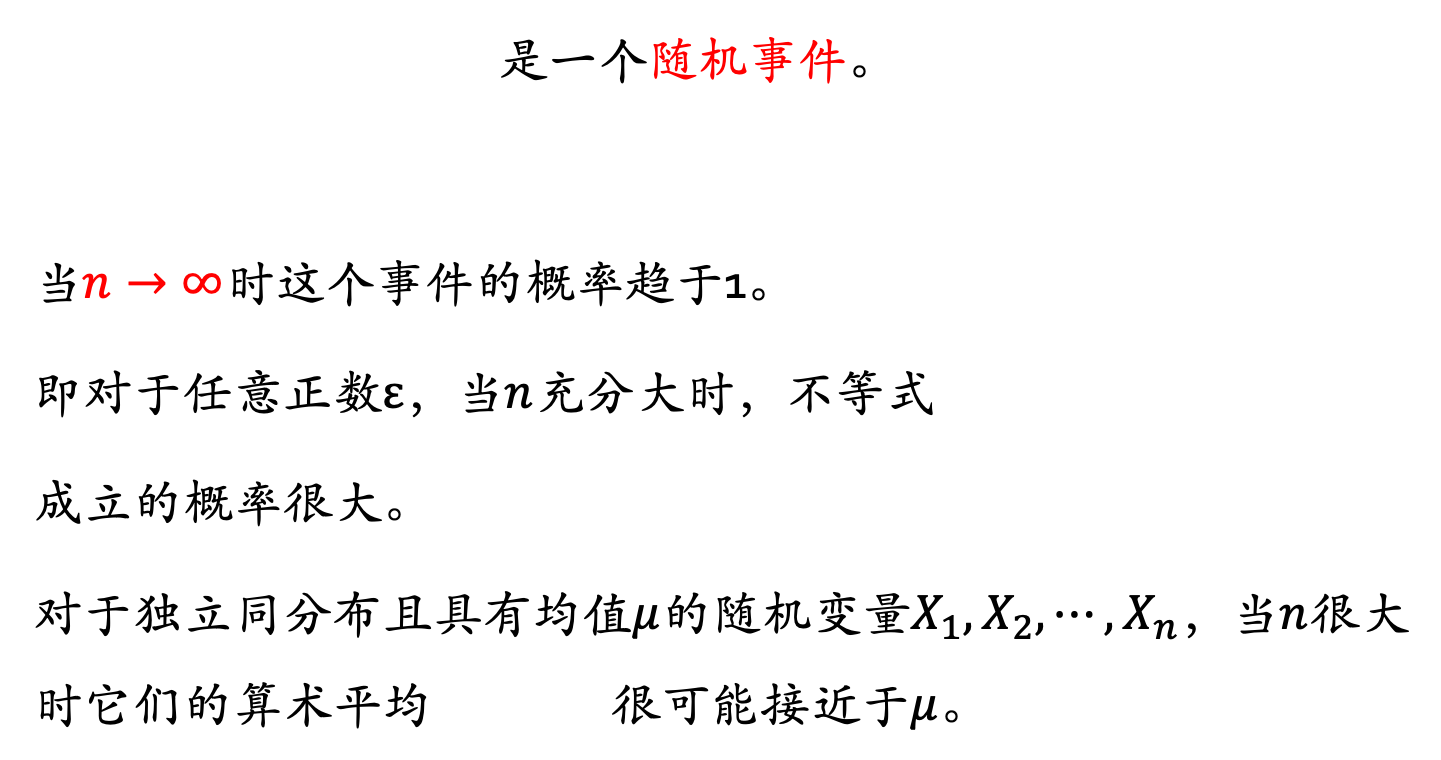 是一个随机事件。
当n → ∞时这个事件的概率趋于1。
即对于任意正数ε，当n充分大时，不等式
成立的概率很大。
对于独立同分布且具有均值μ的随机变量X₁, X₂, ⋯ , Xₙ，当n很大
时它们的算术平均 很可能接近于μ。